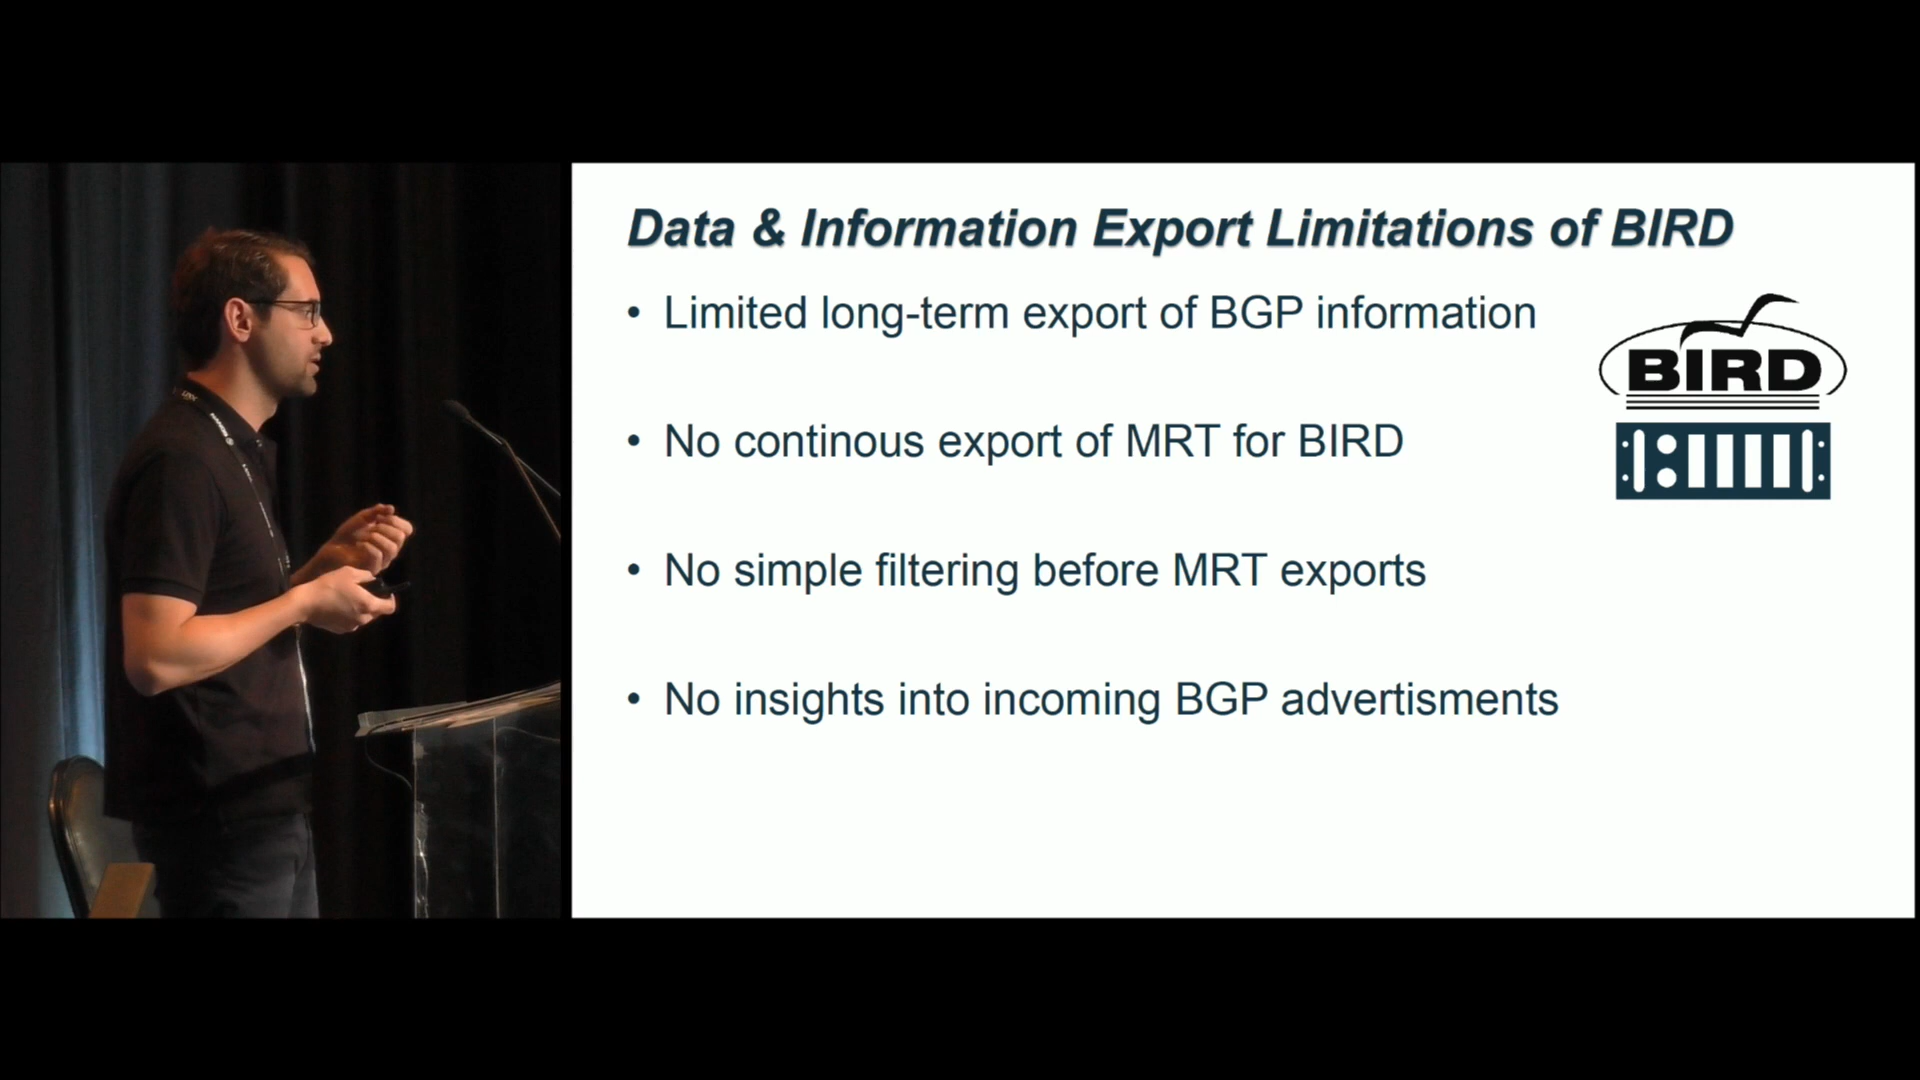 Data & Information Export Limitations of BIRD
• Limited long-term export of BGP information
BIRD
• No continous export of MRT for BIRD
• No simple filtering before MRT exports
• No insights into incoming BGP advertisments